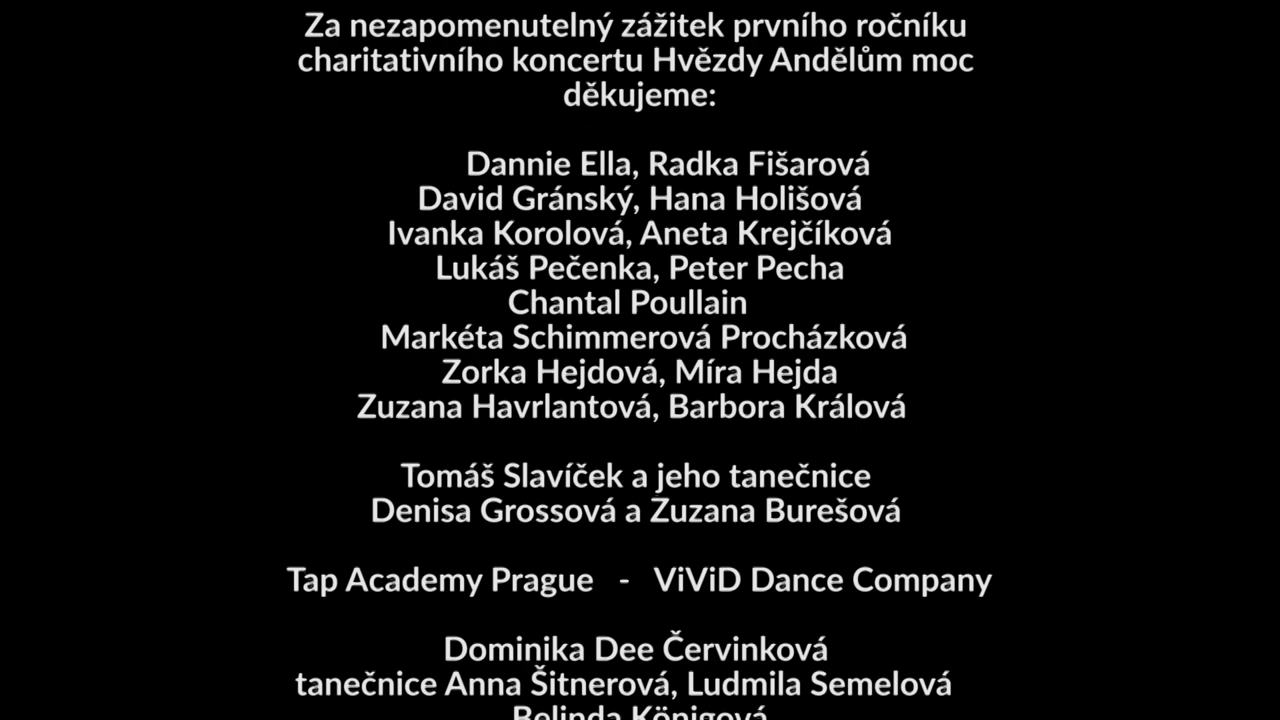 Za nezapomenutelný zážitek prvního ročníku
charitativního koncertu Hvězdy Andělům moc
děkujeme:
Dannie Ella, Radka Fišarová
David Gránský, Hana Holišová
Ivanka Korolová, Aneta Krejčíková
Lukáš Pečenka, Peter Pecha
Chantal Poullain
Markéta Schimmerová Procházková
Zorka Hejdová, Míra Hejda
Zuzana Havrlantová, Barbora Králová
Tomáš Slavíček a jeho tanečnice
Denisa Grossová a Zuzana Burešová
Tap Academy Prague - ViViD Dance Company
Dominika Dee Červinková
tanečnice Anna Šitnerová, Ludmila Semelová
Belinda Königová